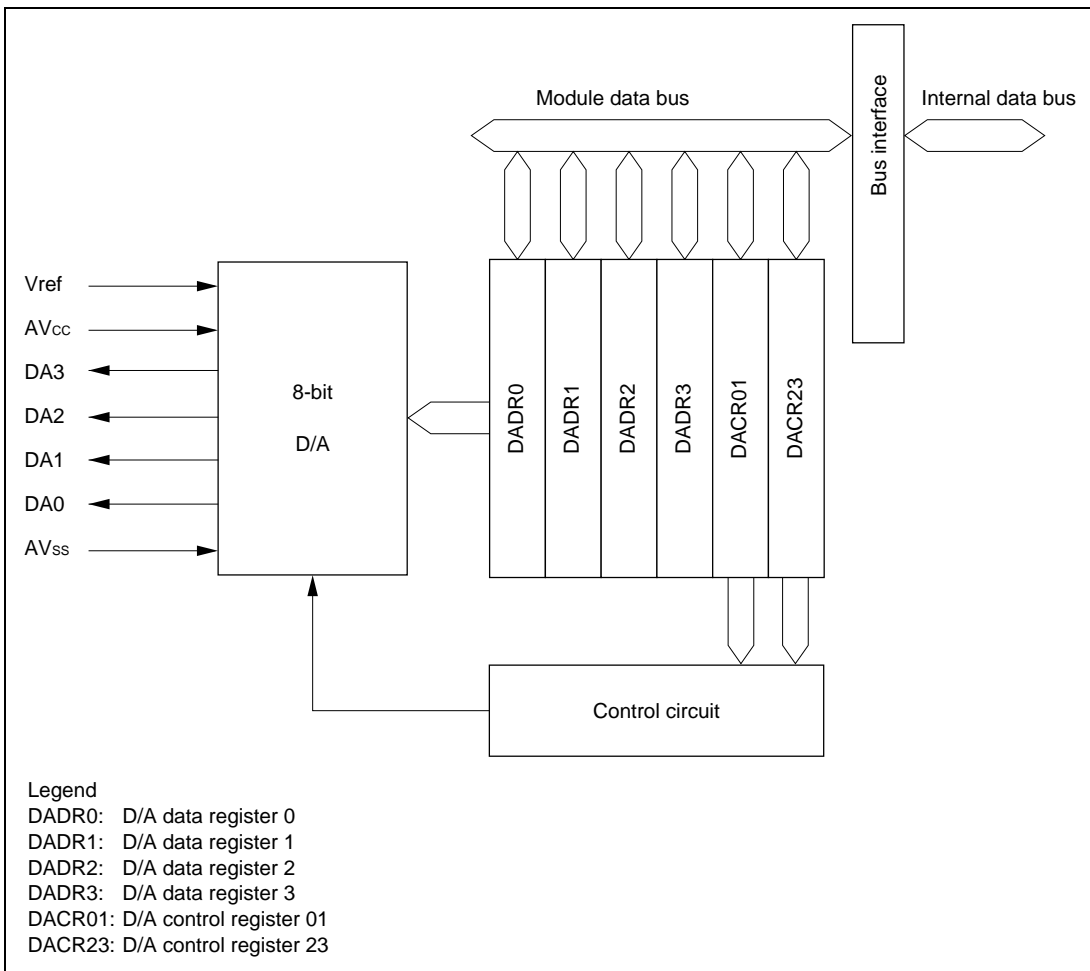 Module data bus
Internal data bus
Bus interface
Vref
AVCC
DA3
DA2
DA1
DA0
AVSS
8-bit
D/A
DADR0
DADR1
DADR2
DADR3
DACR01
DACR23
Control circuit
Legend
DADR0: D/A data register 0
DADR1: D/A data register 1
DADR2: D/A data register 2
DADR3: D/A data register 3
DACR01: D/A control register 01
DACR23: D/A control register 23